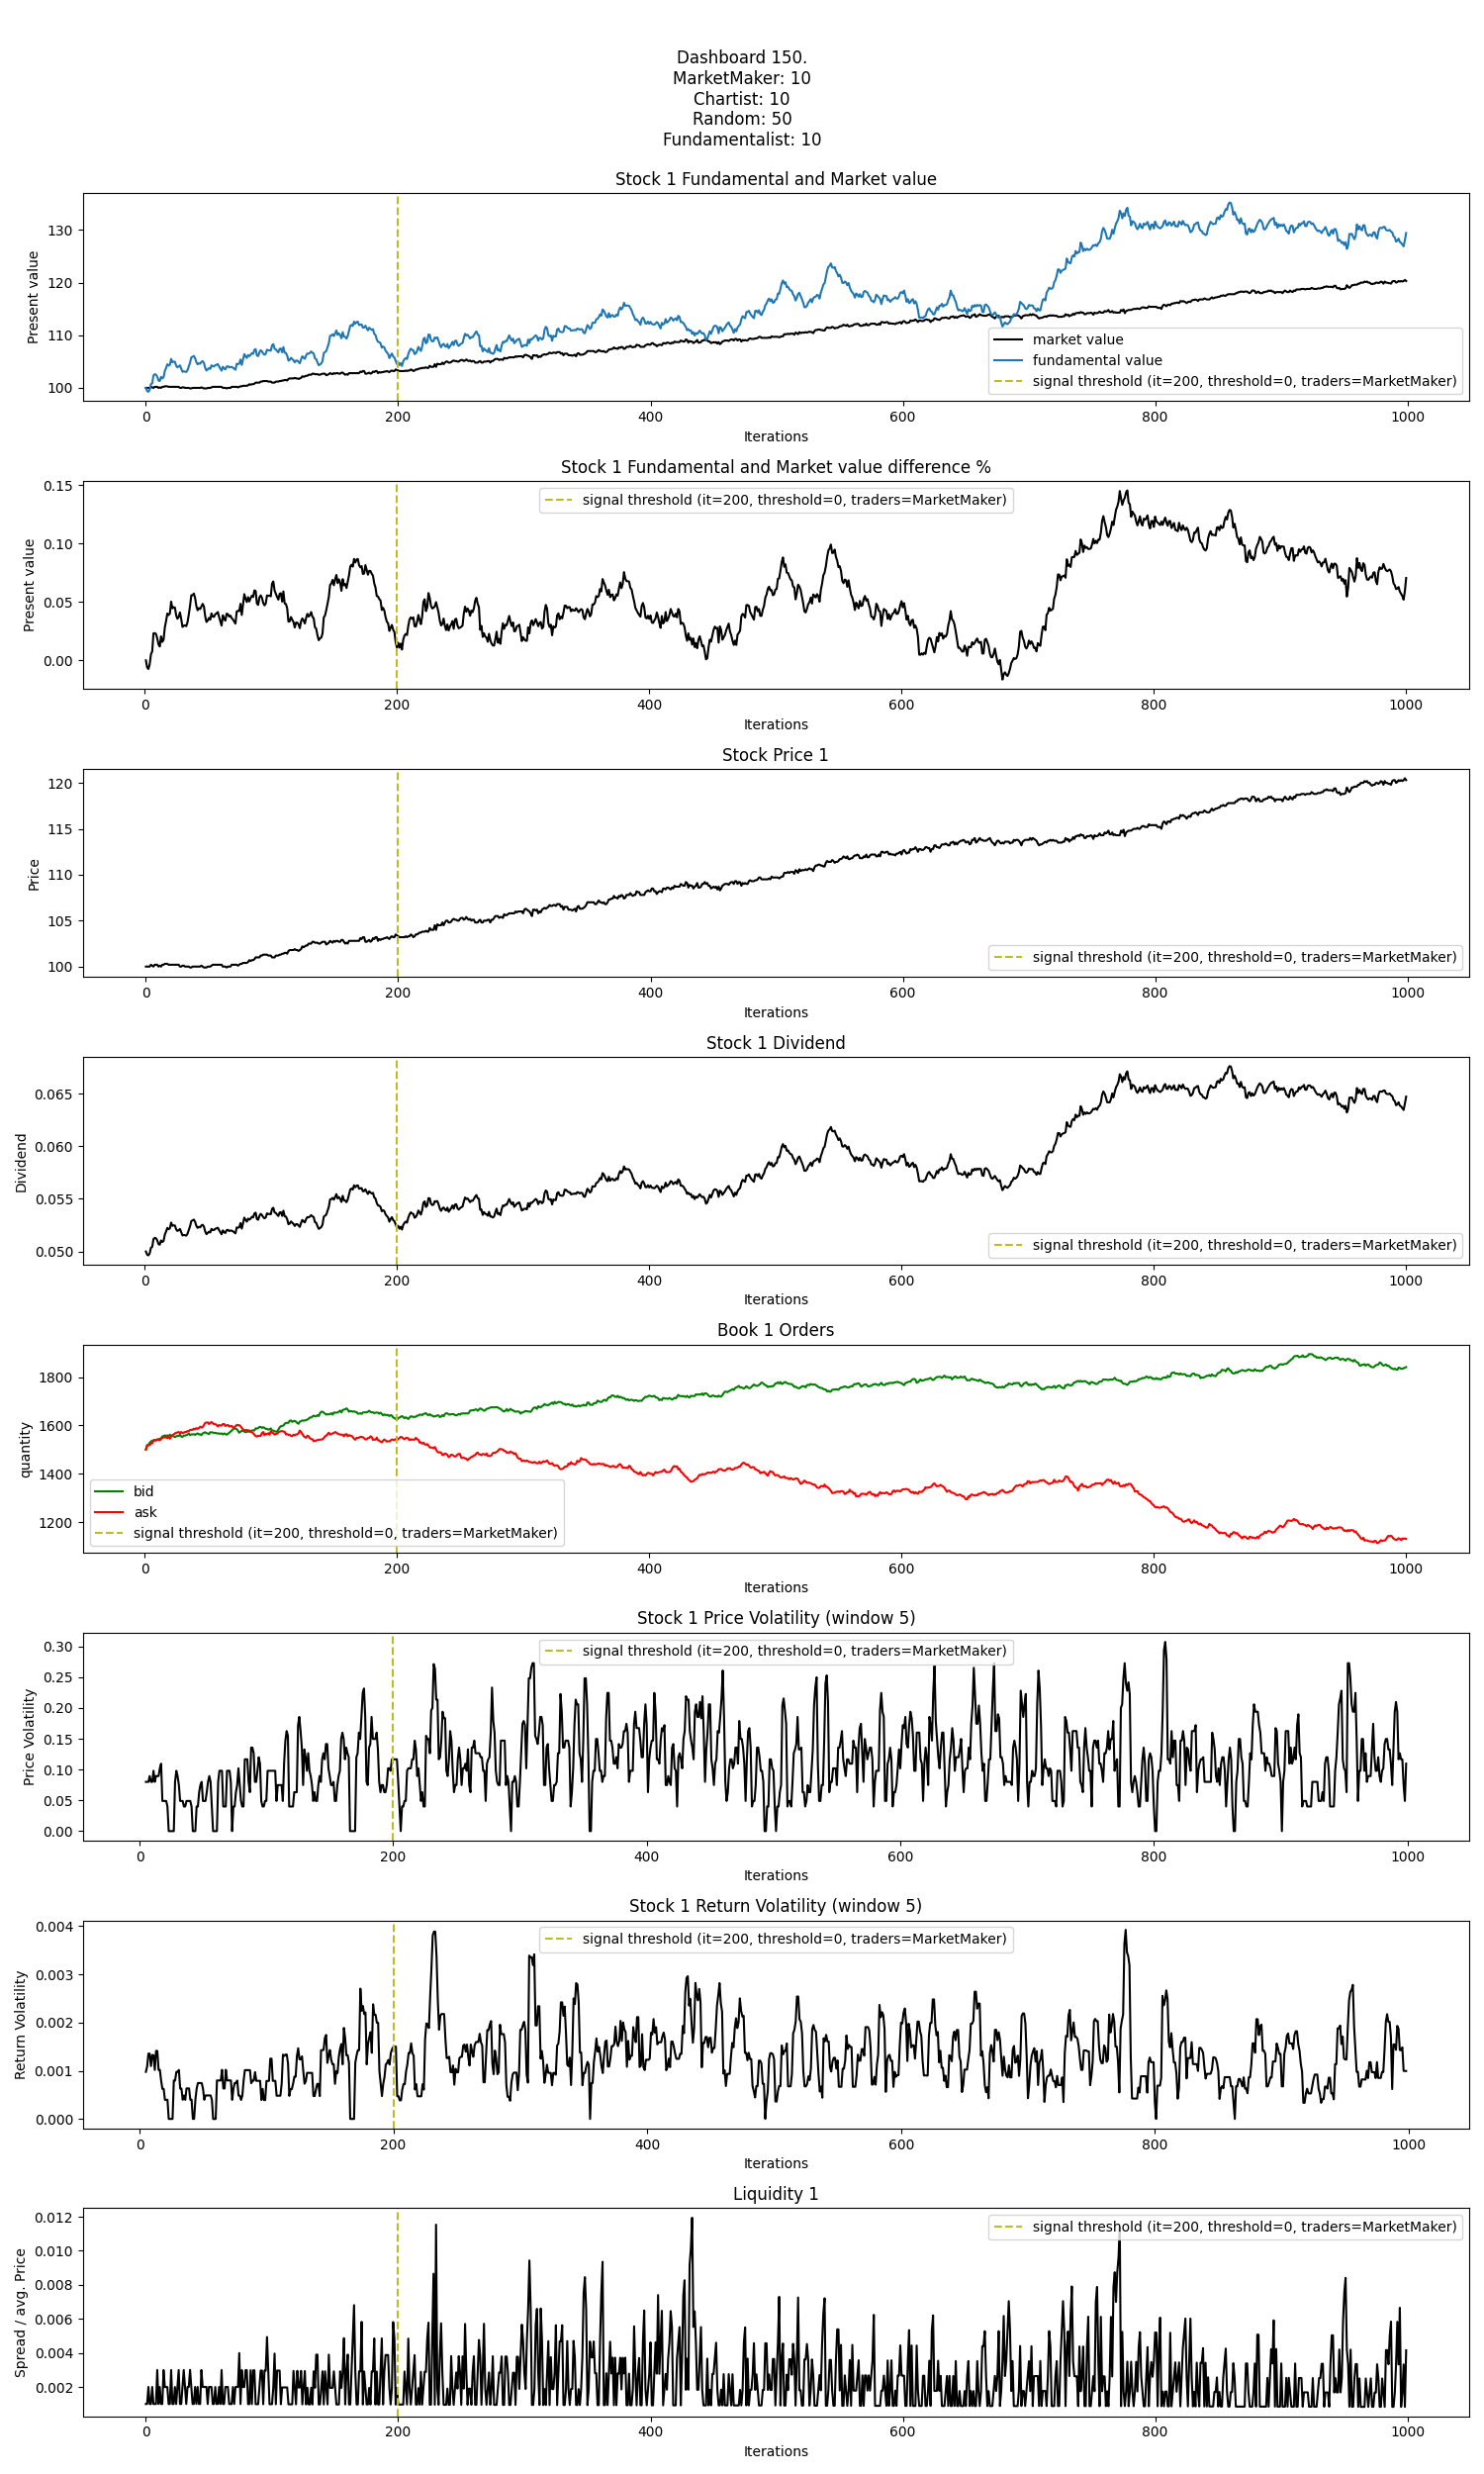 Dashboard 150.
MarketMaker: 10
Chartist: 10
Random: 50
Fundamentalist: 10
Stock 1 Fundamental and Market value
Present value
130
120
110
100
market value
fundamental value
signal threshold (it=200, threshold=0, traders=MarketMaker)
0 200 400 600 800 1000
Iterations
Stock 1 Fundamental and Market value difference %
Present value
0.15
0.10
0.05
0.00
signal threshold (it=200, threshold=0, traders=MarketMaker)
0 200 400 600 800 1000
Iterations
Stock Price 1
Price
120
115
110
105
100
signal threshold (it=200, threshold=0, traders=MarketMaker)
0 200 400 600 800 1000
Iterations
Stock 1 Dividend
Dividend
0.065
0.060
0.055
0.050
signal threshold (it=200, threshold=0, traders=MarketMaker)
0 200 400 600 800 1000
Iterations
Book 1 Orders
quantity
1800
1600
1400
1200
bid
ask
signal threshold (it=200, threshold=0, traders=MarketMaker)
0 200 400 600 800 1000
Iterations
Stock 1 Price Volatility (window 5)
Price Volatility
0.30
0.25
0.20
0.15
0.10
0.05
0.00
signal threshold (it=200, threshold=0, traders=MarketMaker)
0 200 400 600 800 1000
Iterations
Stock 1 Return Volatility (window 5)
Return Volatility
0.004
0.003
0.002
0.001
0.000
signal threshold (it=200, threshold=0, traders=MarketMaker)
0 200 400 600 800 1000
Iterations
Liquidity 1
Spread / avg. Price
0.012
0.010
0.008
0.006
0.004
0.002
signal threshold (it=200, threshold=0, traders=MarketMaker)
0 200 400 600 800 1000
Iterations